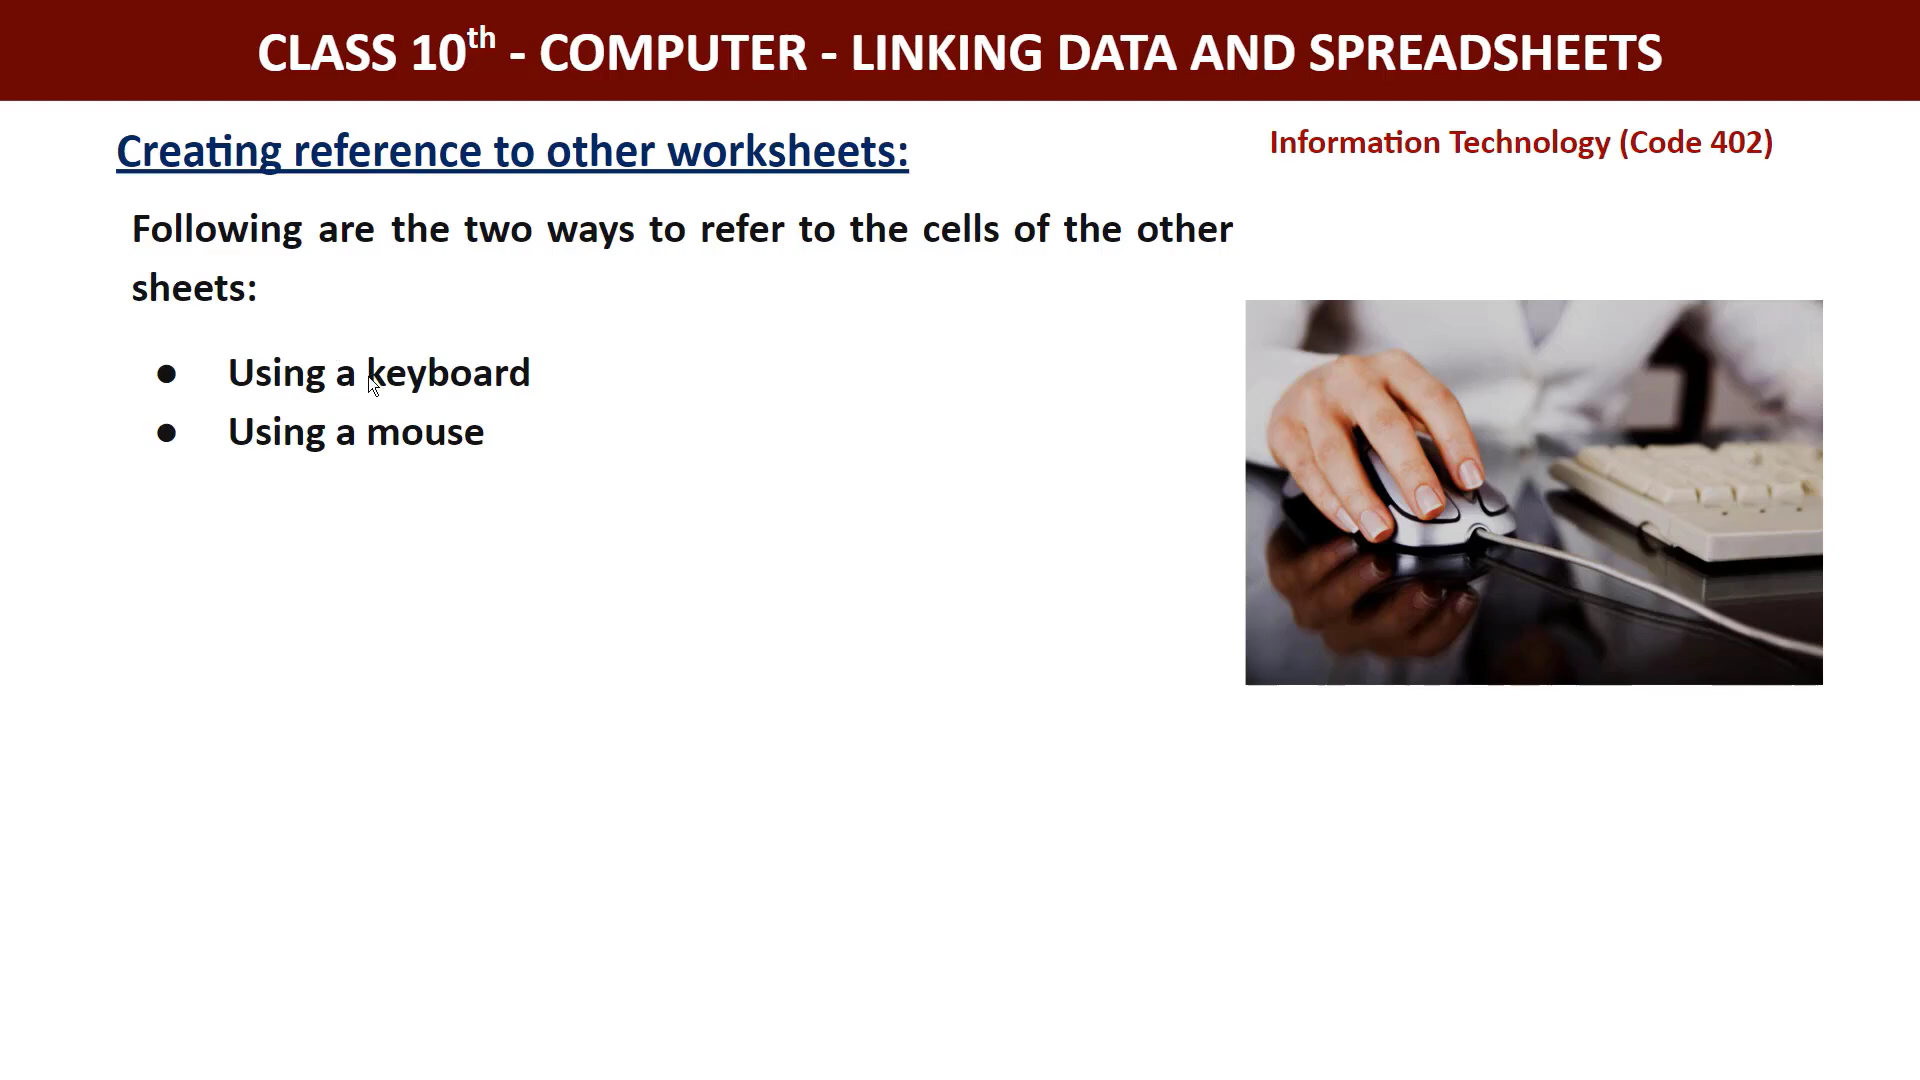 CLASS 10th - COMPUTER - LINKING DATA AND SPREADSHEETS
Creating reference to other worksheets:
Information Technology (Code 402)
Following are the two ways to refer to the cells of the other
sheets:
● Using a keyboard
● Using a mouse